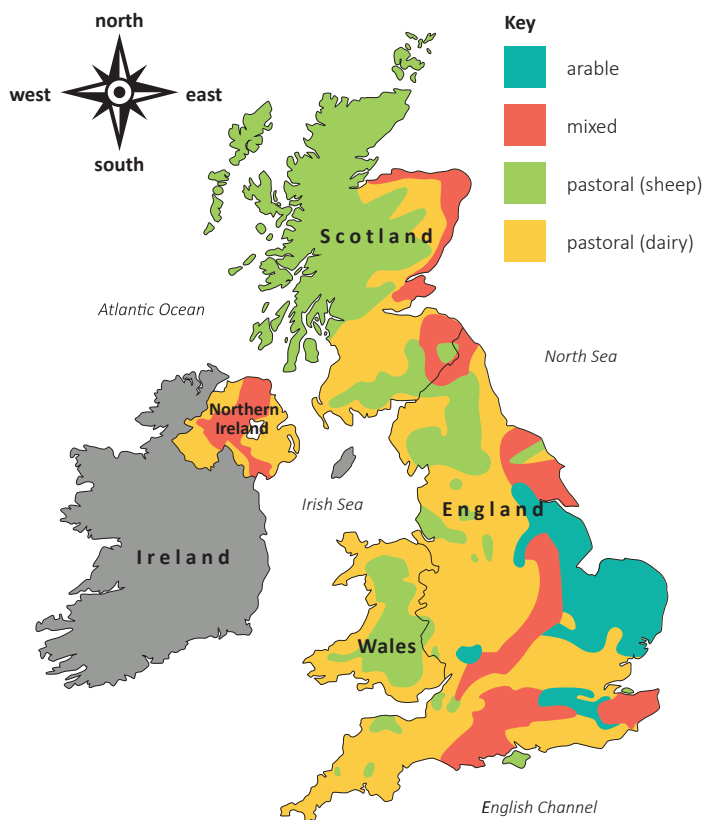 north
west
east
south
Key
arable
mixed
pastoral (sheep)
pastoral (dairy)
Scotland
Atlantic Ocean
North Sea
Northern
Ireland
Irish Sea
England
Ireland
Wales
English Channel